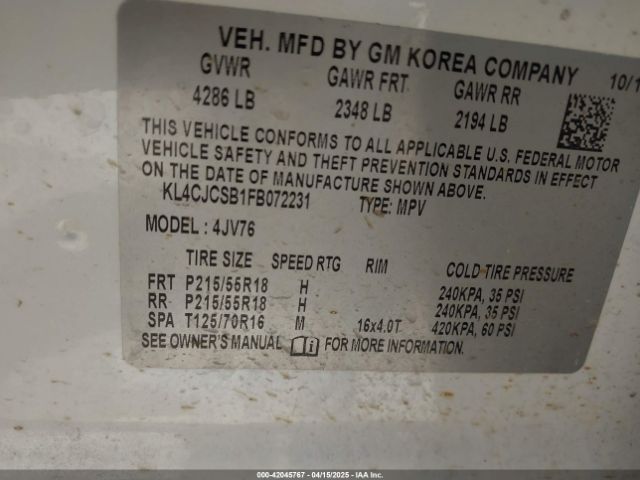 VEH. MFD BY GM KOREA COMPANY 10/1
GVWR GAWR FRT GAWR RR
4286 LB 2348 LB 2194 LB
THIS VEHICLE CONFORMS TO ALL APPLICABLE U.S. FEDERAL MOTOR
VEHICLE SAFETY AND THEFT PREVENTION STANDARDS IN EFFECT
ON THE DATE OF MANUFACTURE SHOWN ABOVE.
KL4CJCSB1FB072231 TYPE: MPV
MODEL : 4JV76
TIRE SIZE SPEED RTG RIM COLD TIRE PRESSURE
FRT P215/55R18 H 240KPA, 35 PSI
RR P215/55R18 H 240KPA, 35 PSI
SPA T125/70R16 M 16x4.0T 420KPA, 60 PSI
SEE OWNER'S MANUAL FOR MORE INFORMATION.
000-42045767 - 04/15/2025 - IAABUYERS.COM